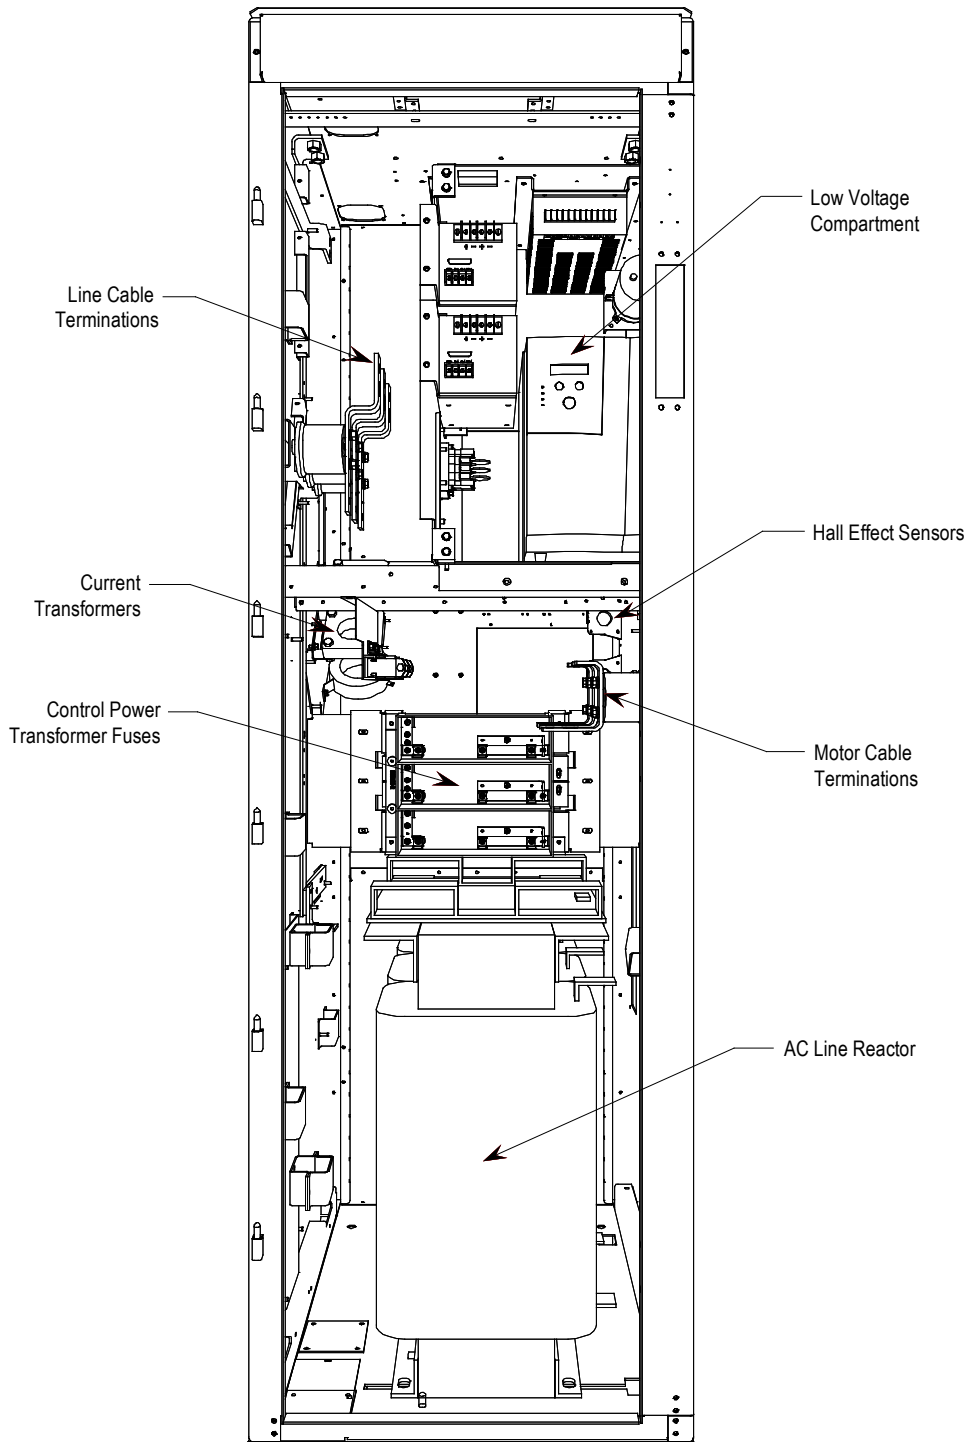 Low Voltage
Compartment
Line Cable
Terminations
Hall Effect Sensors
Current
Transformers
Control Power
Transformer Fuses
Motor Cable
Terminations
AC Line Reactor